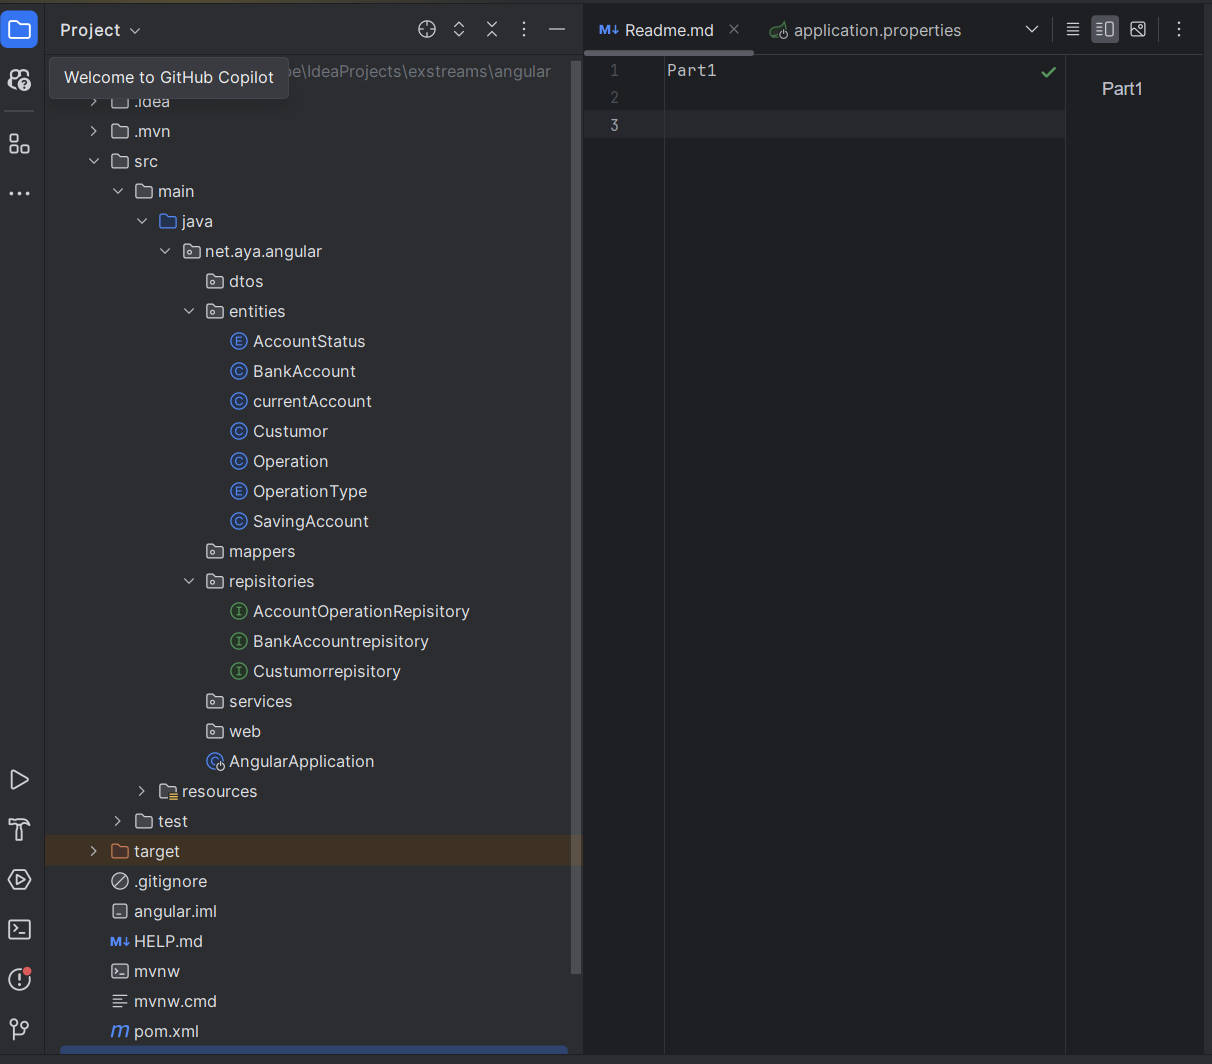 Project
Readme.md
application.properties
Welcome to GitHub Copilot
\IdeaProjects\exstreams\angular
.idea
.mvn
src
main
java
net.aya.angular
dtos
entities
AccountStatus
BankAccount
currentAccount
Custumor
Operation
OperationType
SavingAccount
mappers
repisitories
AccountOperationRepisitory
BankAccountrepisitory
Custumorrepisitory
services
web
AngularApplication
resources
test
target
.gitignore
angular.iml
HELP.md
mvnw
mvnw.cmd
pom.xml
1 Part1
2
3
Part1